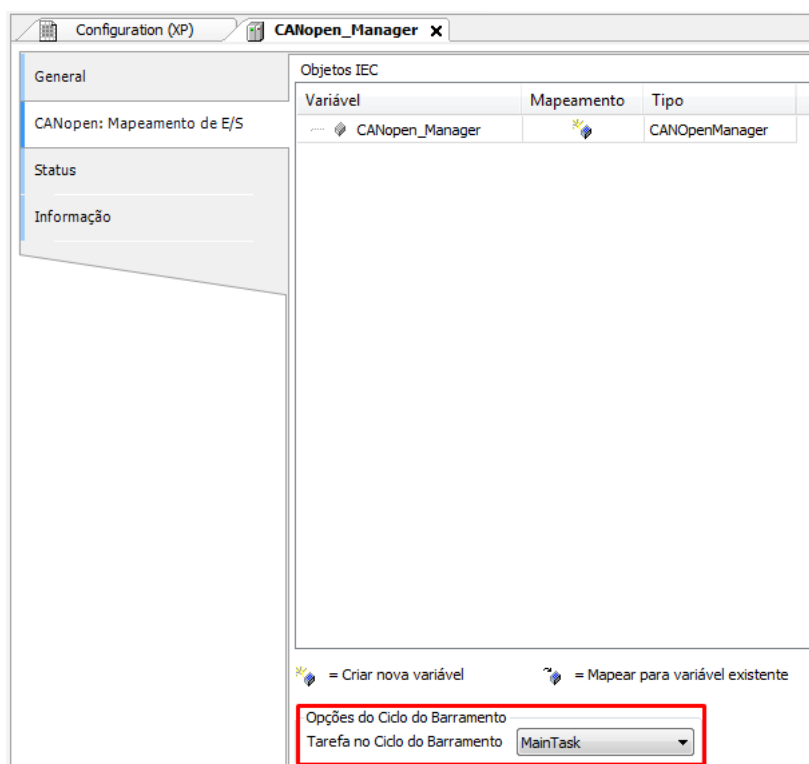 Configuration (XP) CANopen_Manager x
General
CANopen: Mapeamento de E/S
Status
Informação
Objetos IEC
Variável Mapeamento Tipo
CANopen_Manager CANOpenManager
= Criar nova variável = Mapear para variável existente
Opções do Ciclo do Barramento
Tarefa no Ciclo do Barramento MainTask